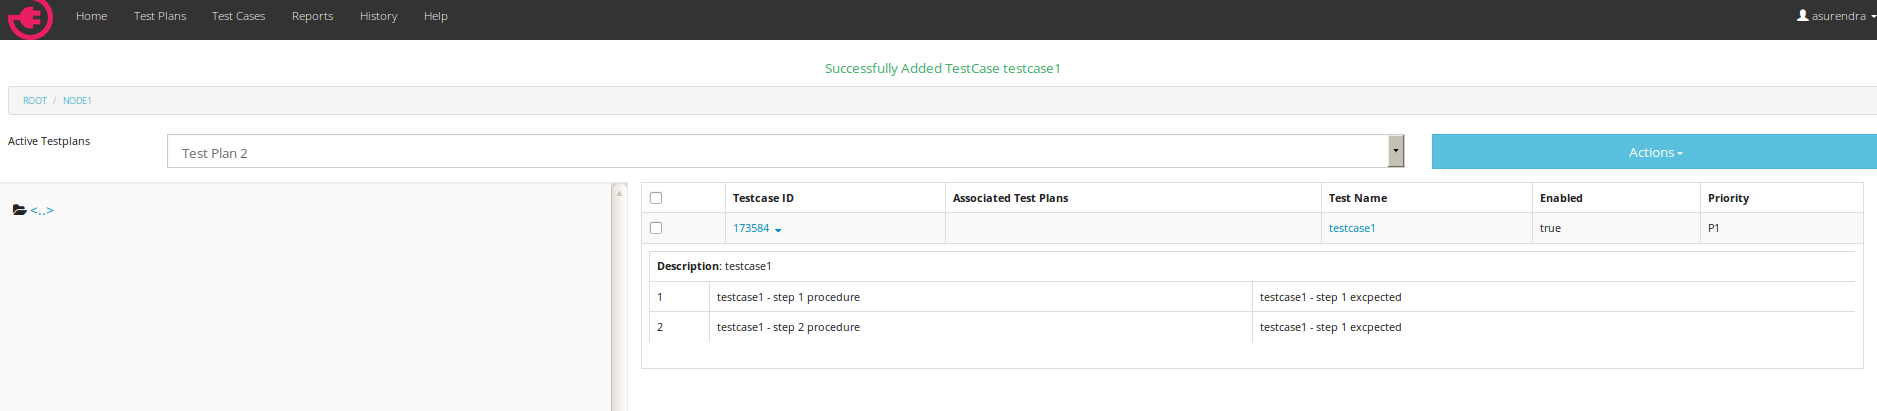 Home Test Plans Test Cases Reports History Help asurendra
Successfully Added TestCase testcase1
ROOT / NODE1
Active Testplans Test Plan 2 Actions
<..>
Testcase ID Associated Test Plans Test Name Enabled Priority
173584 testcase1 true P1
Description: testcase1
1 testcase1 - step 1 procedure testcase1 - step 1 excpected
2 testcase1 - step 2 procedure testcase1 - step 1 excpected